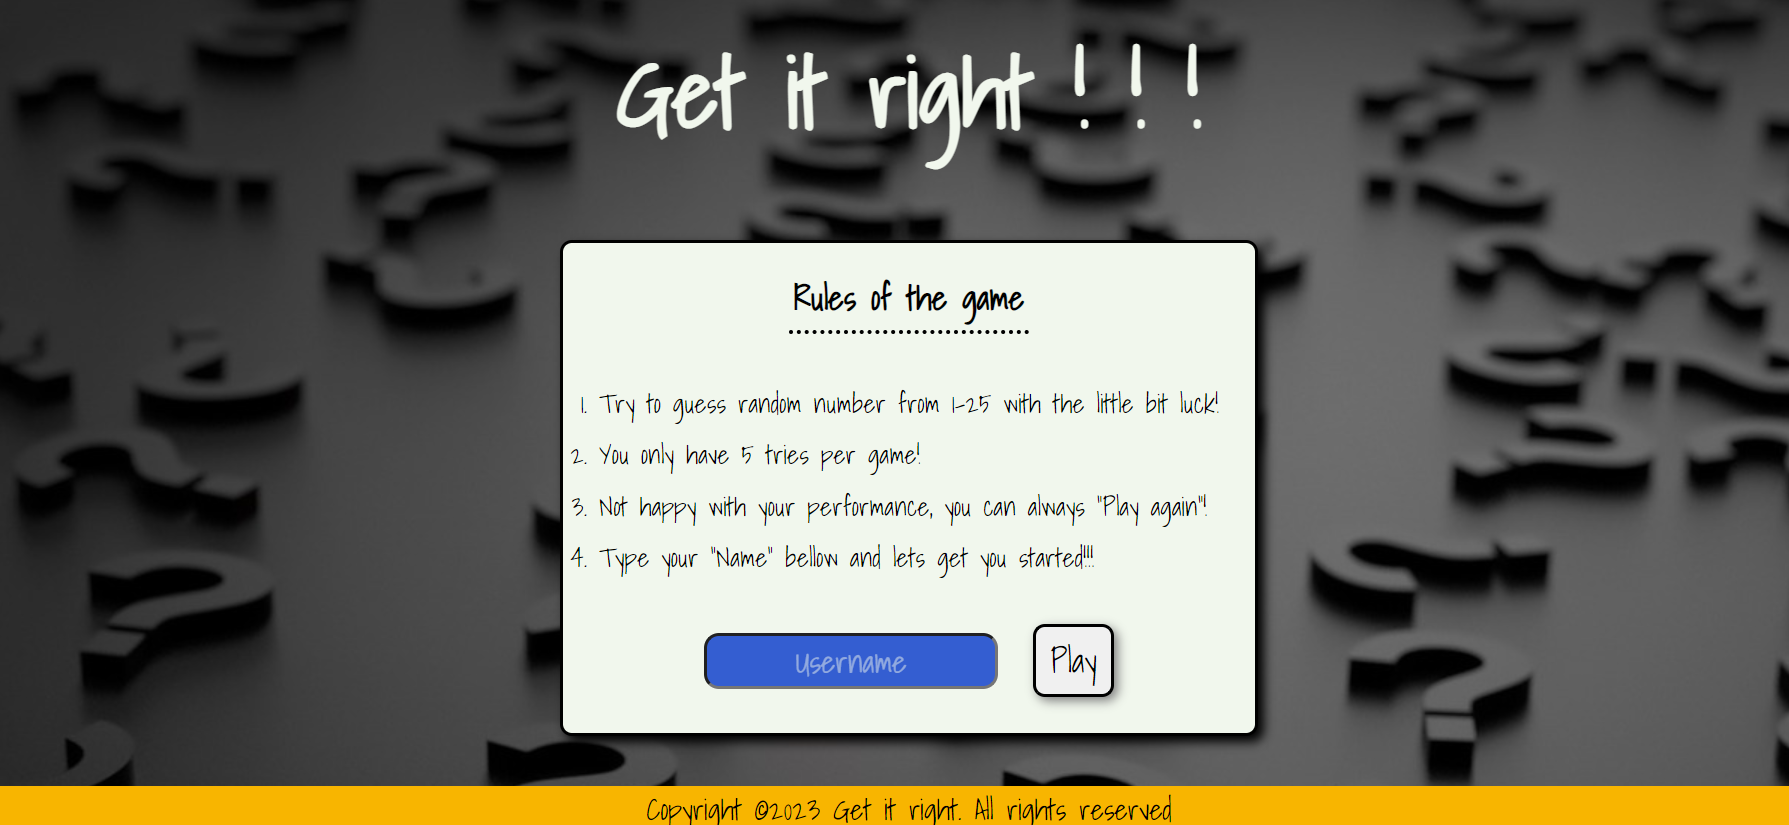 Get it right ! ! !
Rules of the game
1. Try to guess random number from 1-25 with the little bit luck!
2. You only have 5 tries per game!
3. Not happy with your performance, you can always "Play again"!
4. Type your "Name" bellow and lets get you started!!!
Username
Play
Copyright ©2023 Get it right. All rights reserved